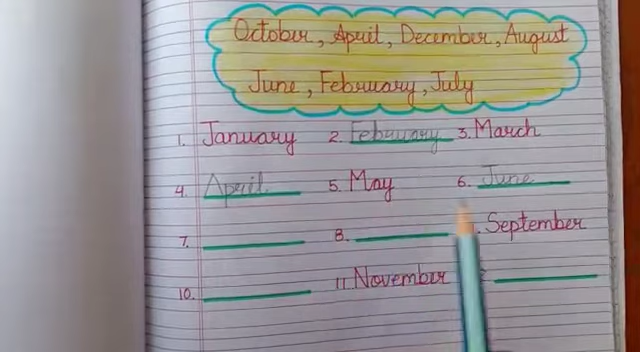 October, April, December, August
June, February, July
1. January 2. February 3. March
4. April 5. May 6. June
7. 8. . September
10. 11. November 2